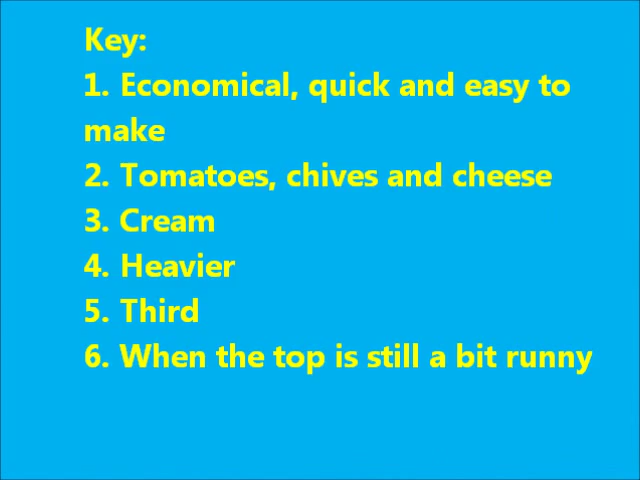 Key:
1. Economical, quick and easy to
make
2. Tomatoes, chives and cheese
3. Cream
4. Heavier
5. Third
6. When the top is still a bit runny